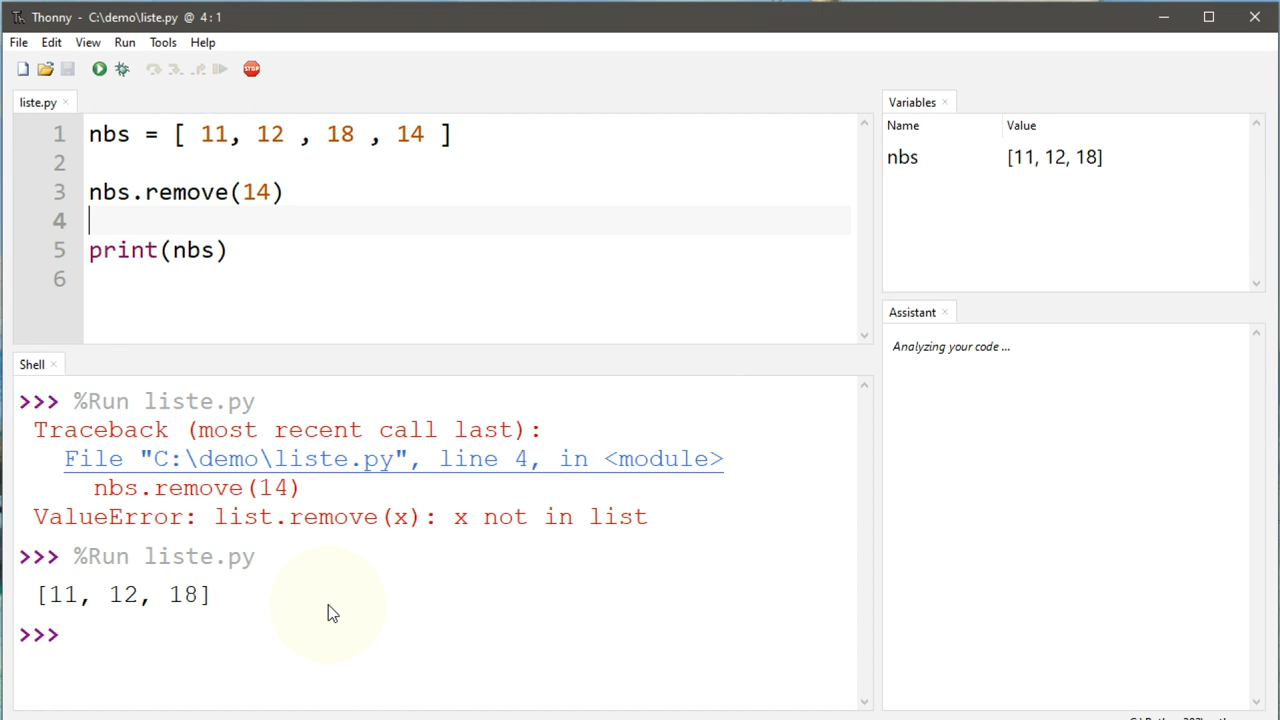 Thonny - C:\demo\liste.py @ 4 : 1
File Edit View Run Tools Help
STOP
liste.py ×
1 nbs = [ 11, 12 , 18 , 14 ]
2
3 nbs.remove(14)
4
5 print(nbs)
6
Shell ×
>>> %Run liste.py
Traceback (most recent call last):
File "C:\demo\liste.py", line 4, in <module>
nbs.remove(14)
ValueError: list.remove(x): x not in list
>>> %Run liste.py
[11, 12, 18]
>>>
Variables ×
Name Value
nbs [11, 12, 18]
Assistant ×
Analyzing your code ...